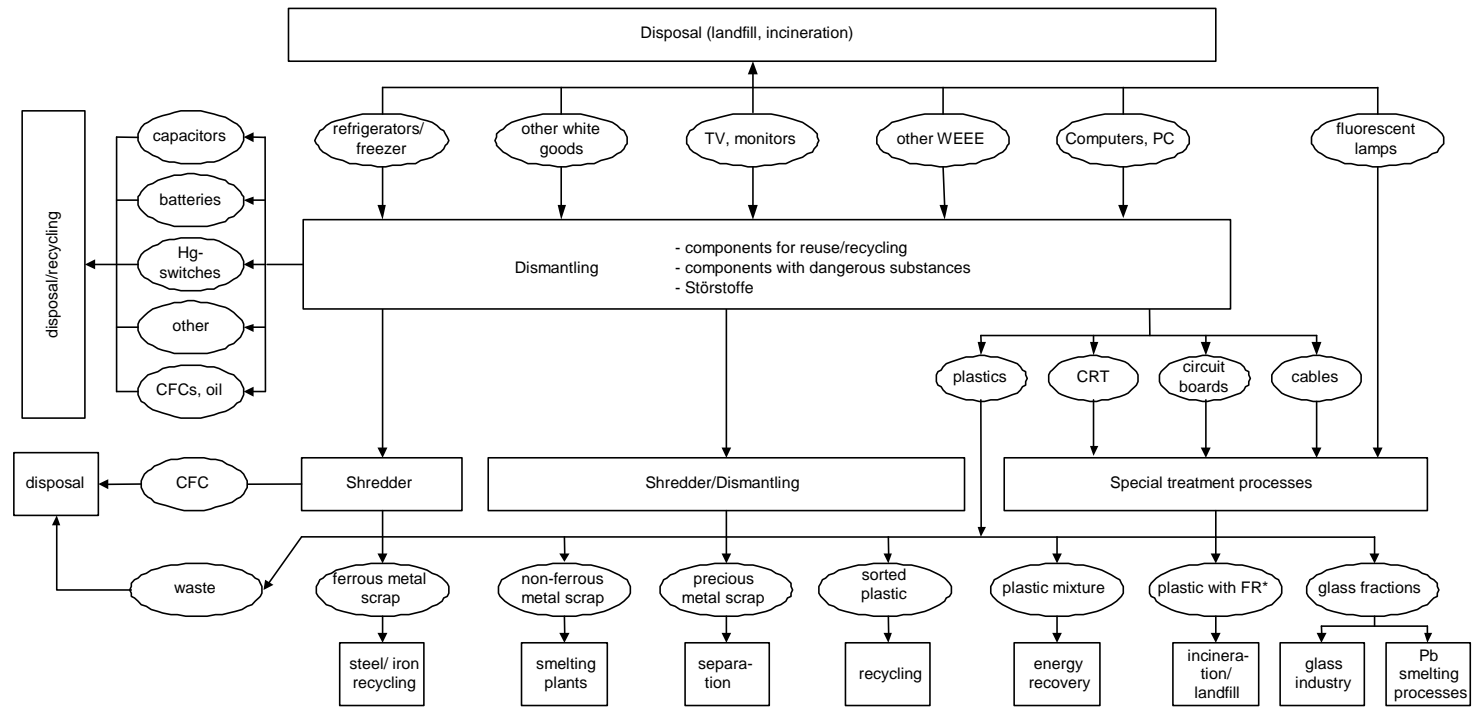 Disposal (landfill, incineration)
capacitors
refrigerators/
freezer
other white
goods
TV, monitors
other WEEE
Computers, PC
fluorescent
lamps
batteries
disposal/recycling
Hg-
switches
Dismantling
- components for reuse/recycling
- components with dangerous substances
- Störstoffe
other
CFCs, oil
plastics
CRT
circuit
boards
cables
disposal
CFC
Shredder
Shredder/Dismantling
Special treatment processes
waste
ferrous metal
scrap
non-ferrous
metal scrap
precious
metal scrap
sorted
plastic
plastic mixture
plastic with FR*
glass fractions
steel/ iron
recycling
smelting
plants
separa-
tion
recycling
energy
recovery
incinera-
tion/
landfill
glass
industry
Pb
smelting
processes